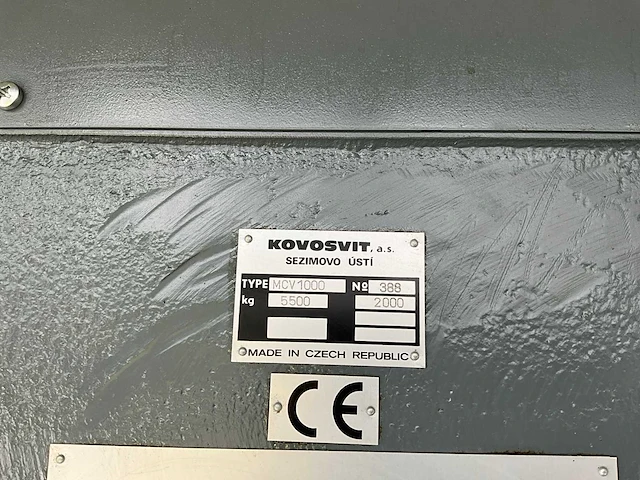 KOVOSVIT, a.s.
SEZIMOVO ÚSTÍ
TYPE MCV1000 Nº 388
kg 5500 2000
MADE IN CZECH REPUBLIC
CE